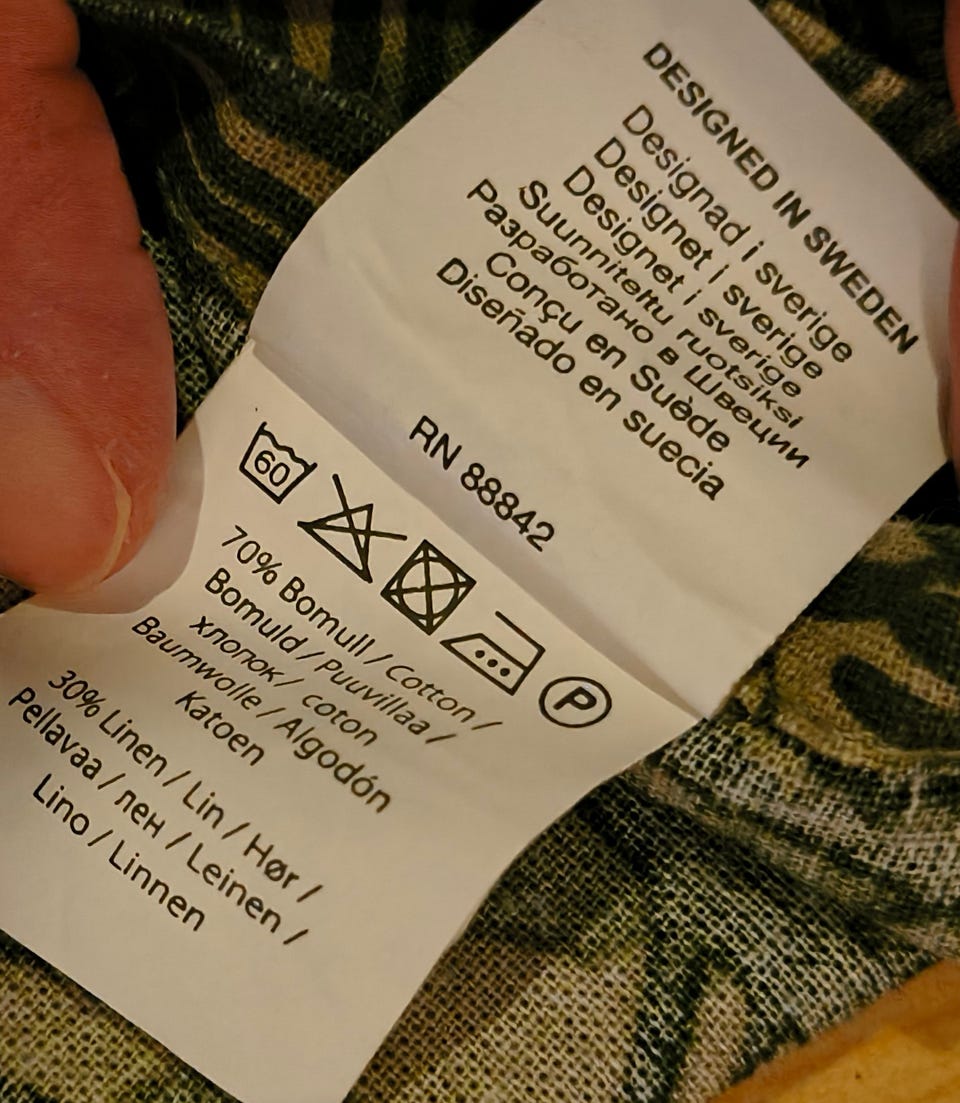 DESIGNED IN SWEDEN
Designad i sverige
Designet i sverige
Designet i sverige
Suunniteltu ruotsiksi
Разработано в Швеции
Conçu en Suède
Diseñado en suecia
RN 88842
60
P
70% Bomull / Cotton /
Bomuld / Puuvillaa /
хлопок / coton
Baumwolle / Algodón
Katoen
30% Linen / Lin / Hør /
Pellavaa / лен / Leinen /
Lino / Linnen